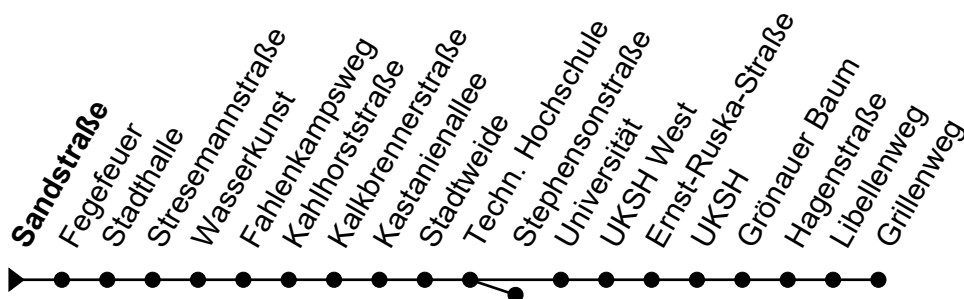 Sandstraße
Fegefeuer
Stadthalle
Stresemannstraße
Wasserkunst
Fahlenkampsweg
Kahlhorststraße
Kalkbrennerstraße
Kastanienallee
Stadtweide
Techn. Hochschule
Stephensonstraße
Universität
UKSH West
Ernst-Ruska-Straße
UKSH
Grönauer Baum
Hagenstraße
Libellenweg
Grillenweg